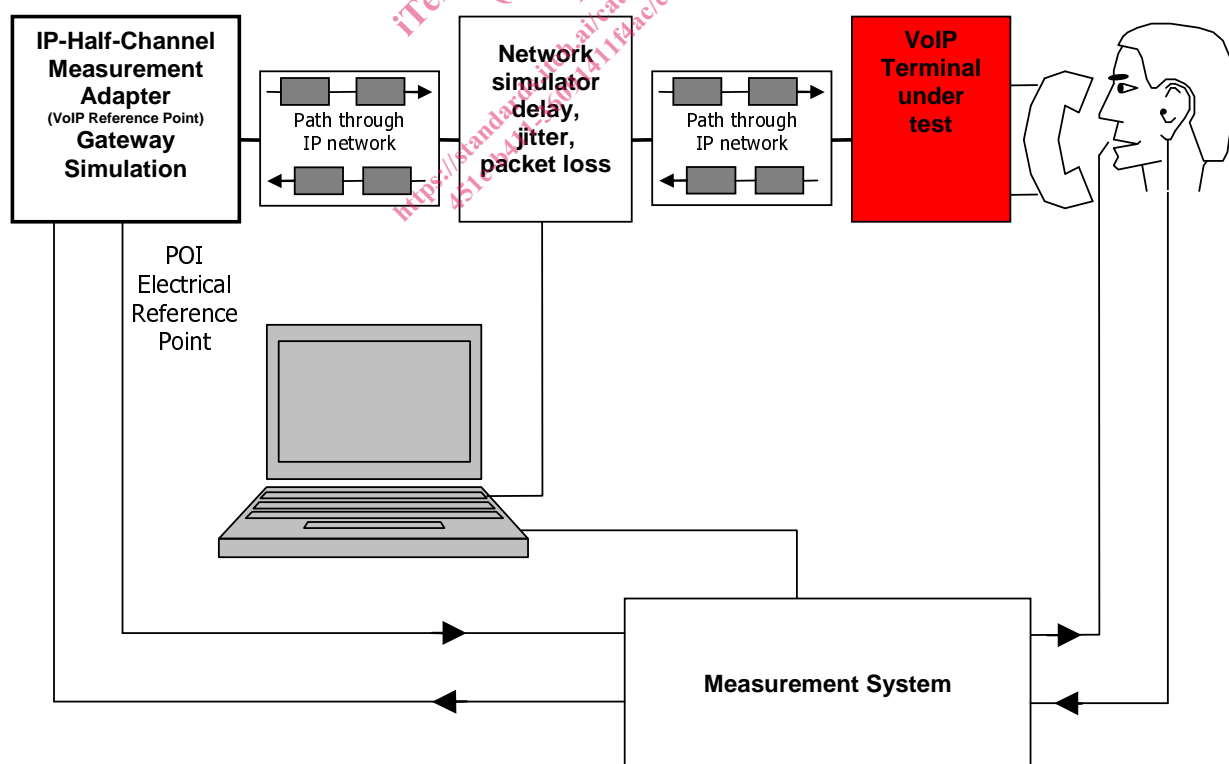 IP-Half-Channel
Measurement
Adapter
(VoIP Reference Point)
Gateway
Simulation
Path through
IP network
Network
simulator
delay,
jitter,
packet loss
Path through
IP network
VoIP
Terminal
under
test
POI
Electrical
Reference
Point
Measurement System